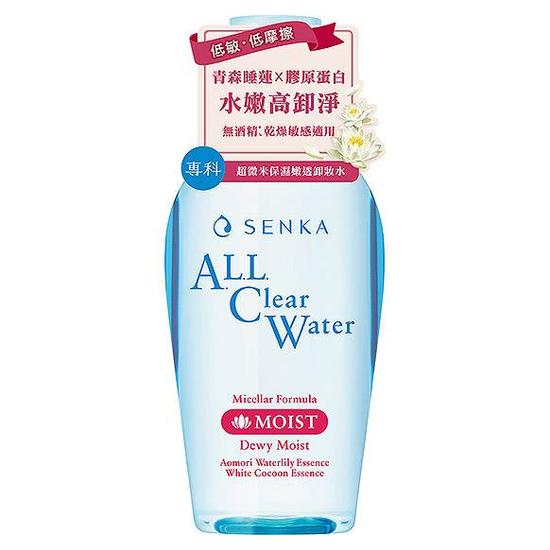 低敏・低摩擦
青森睡蓮×膠原蛋白
水嫩高卸淨
無酒精*、乾燥敏感適用
專科 超微米保濕嫩透卸妝水
SENKA
A.L.L.
Clear
Water
Micellar Formula
MOIST
Dewy Moist
Aomori Waterlily Essence
White Cocoon Essence